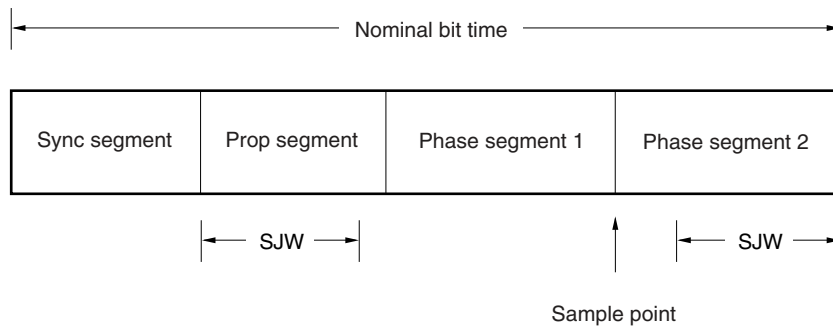 Nominal bit time
Sync segment Prop segment Phase segment 1 Phase segment 2
SJW SJW
Sample point